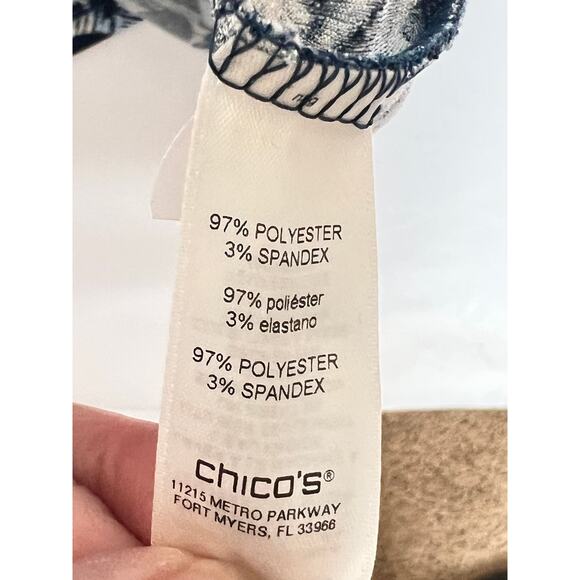 97% POLYESTER
3% SPANDEX
97% poliéster
3% elastano
97% POLYESTER
3% SPANDEX
chico's®
11215 METRO PARKWAY
FORT MYERS, FL 33966